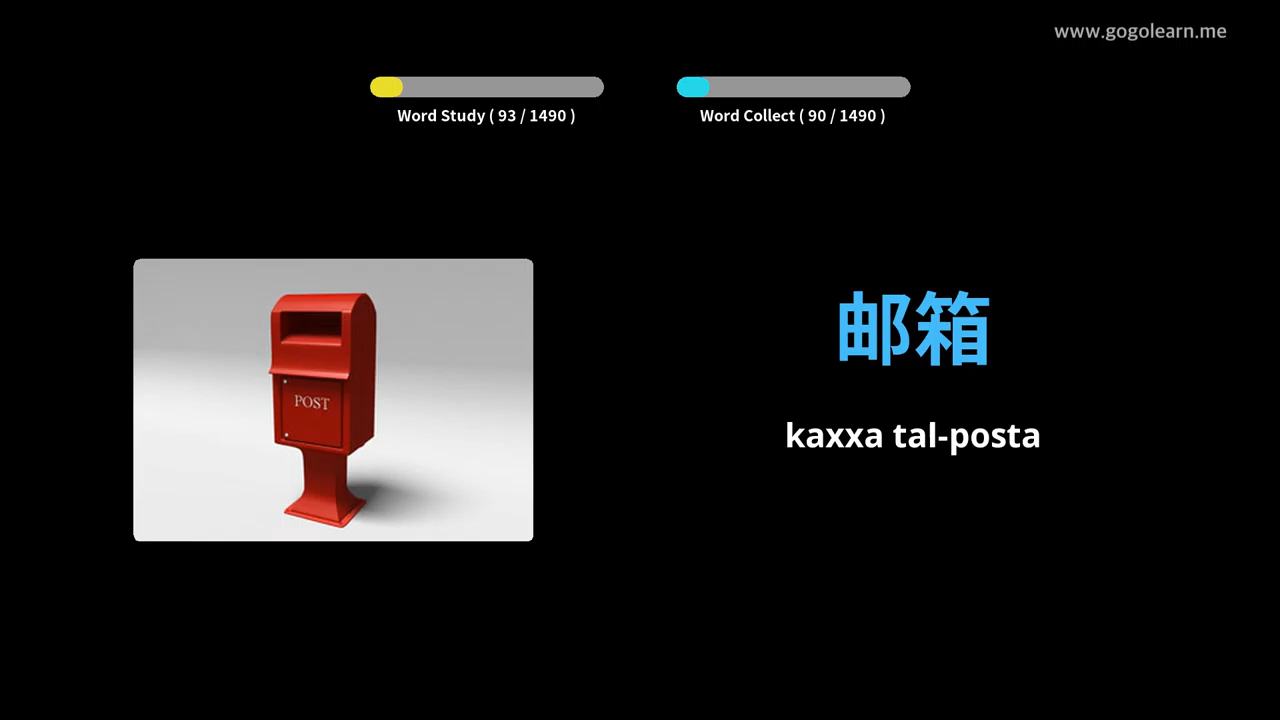 www.gogolearn.me
Word Study ( 93 / 1490 )
Word Collect ( 90 / 1490 )
POST
邮箱
kaxxa tal-posta